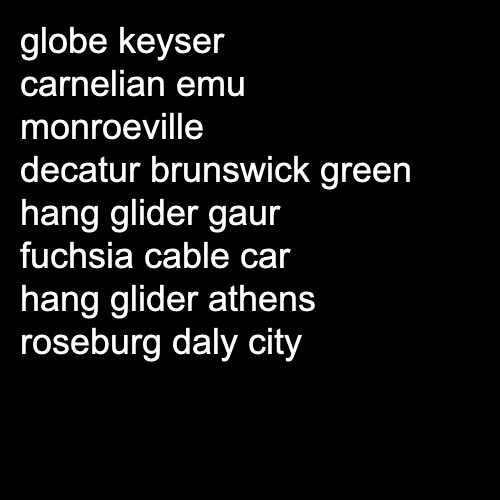 globe keyser
carnelian emu
monroeville
decatur brunswick green
hang glider gaur
fuchsia cable car
hang glider athens
roseburg daly city